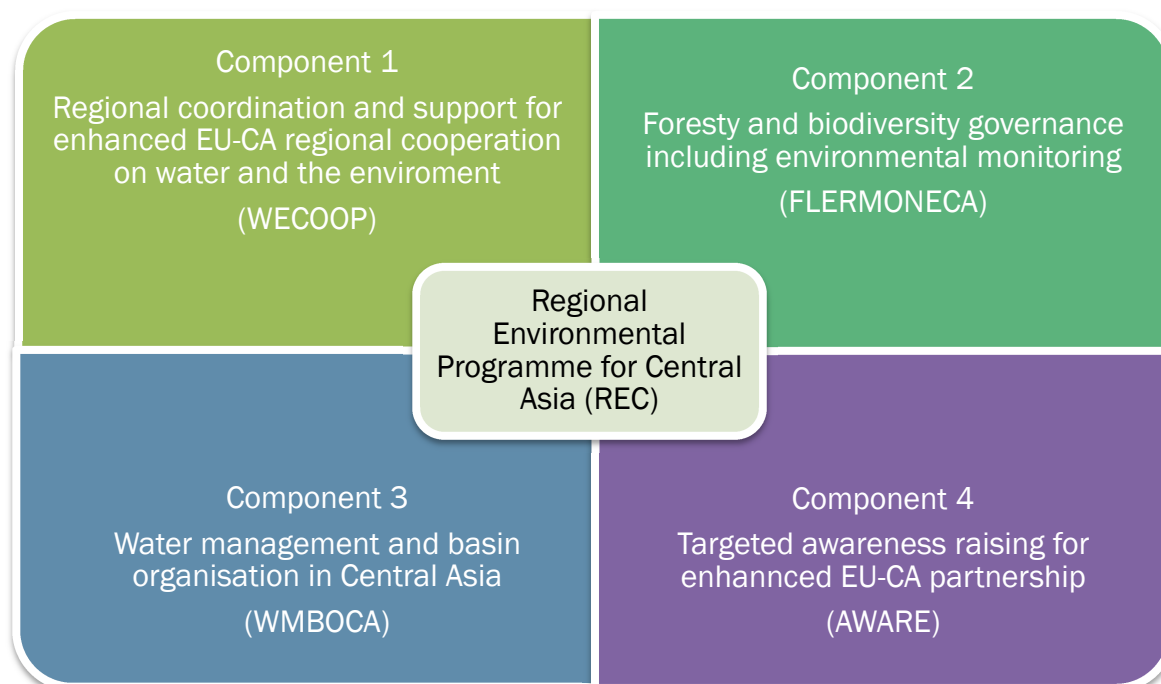 Component 1
Regional coordination and support for
enhanced EU-CA regional cooperation
on water and the enviroment
(WECOOP)
Component 2
Foresty and biodiversity governance
including environmental monitoring
(FLERMONECA)
Regional
Environmental
Programme for Central
Asia (REC)
Component 3
Water management and basin
organisation in Central Asia
(WMBOCA)
Component 4
Targeted awareness raising for
enhannced EU-CA partnership
(AWARE)